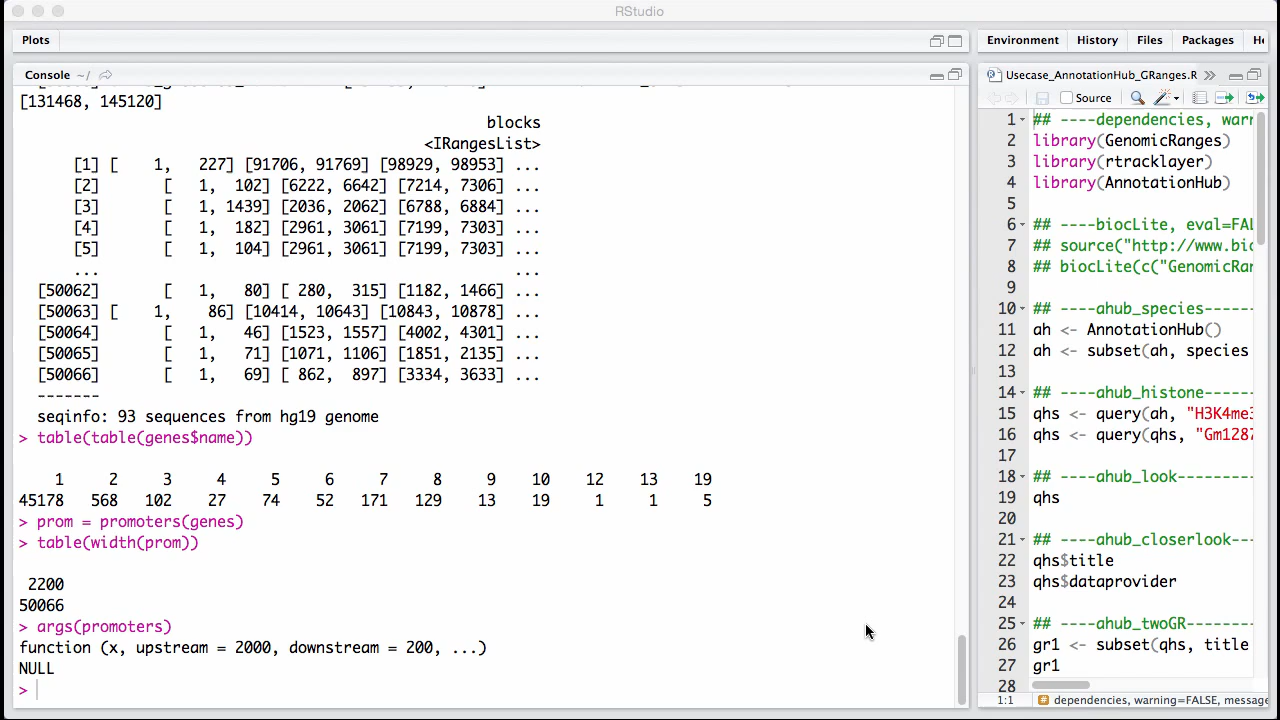 RStudio
Plots
Console ~/
[131468, 145120]
blocks
<IRangesList>
[1] [ 1, 227] [91706, 91769] [98929, 98953] ...
[2] [ 1, 102] [6222, 6642] [7214, 7306] ...
[3] [ 1, 1439] [2036, 2062] [6788, 6884] ...
[4] [ 1, 182] [2961, 3061] [7199, 7303] ...
[5] [ 1, 104] [2961, 3061] [7199, 7303] ...
... ...
[50062] [ 1, 80] [ 280, 315] [1182, 1466] ...
[50063] [ 1, 86] [10414, 10643] [10843, 10878] ...
[50064] [ 1, 46] [1523, 1557] [4002, 4301] ...
[50065] [ 1, 71] [1071, 1106] [1851, 2135] ...
[50066] [ 1, 69] [ 862, 897] [3334, 3633] ...
-------
seqinfo: 93 sequences from hg19 genome
> table(table(genes$name))
1 2 3 4 5 6 7 8 9 10 12 13 19
45178 568 102 27 74 52 171 129 13 19 1 1 5
> prom = promoters(genes)
> table(width(prom))
2200
50066
> args(promoters)
function (x, upstream = 2000, downstream = 200, ...)
NULL
>
Environment History Files Packages He
Usecase_AnnotationHub_GRanges.R
Source
1 ## ----dependencies, warn
2 library(GenomicRanges)
3 library(rtracklayer)
4 library(AnnotationHub)
5
6 ## ----biocLite, eval=FAL
7 ## source("http://www.bio
8 ## biocLite(c("GenomicRan
9
10 ## ----ahub_species------
11 ah <- AnnotationHub()
12 ah <- subset(ah, species
13
14 ## ----ahub_histone------
15 qhs <- query(ah, "H3K4me3
16 qhs <- query(qhs, "Gm1287
17
18 ## ----ahub_look---------
19 qhs
20
21 ## ----ahub_closerlook---
22 qhs$title
23 qhs$dataprovider
24
25 ## ----ahub_twoGR--------
26 gr1 <- subset(qhs, title
27 gr1
28
1:1 dependencies, warning=FALSE, message